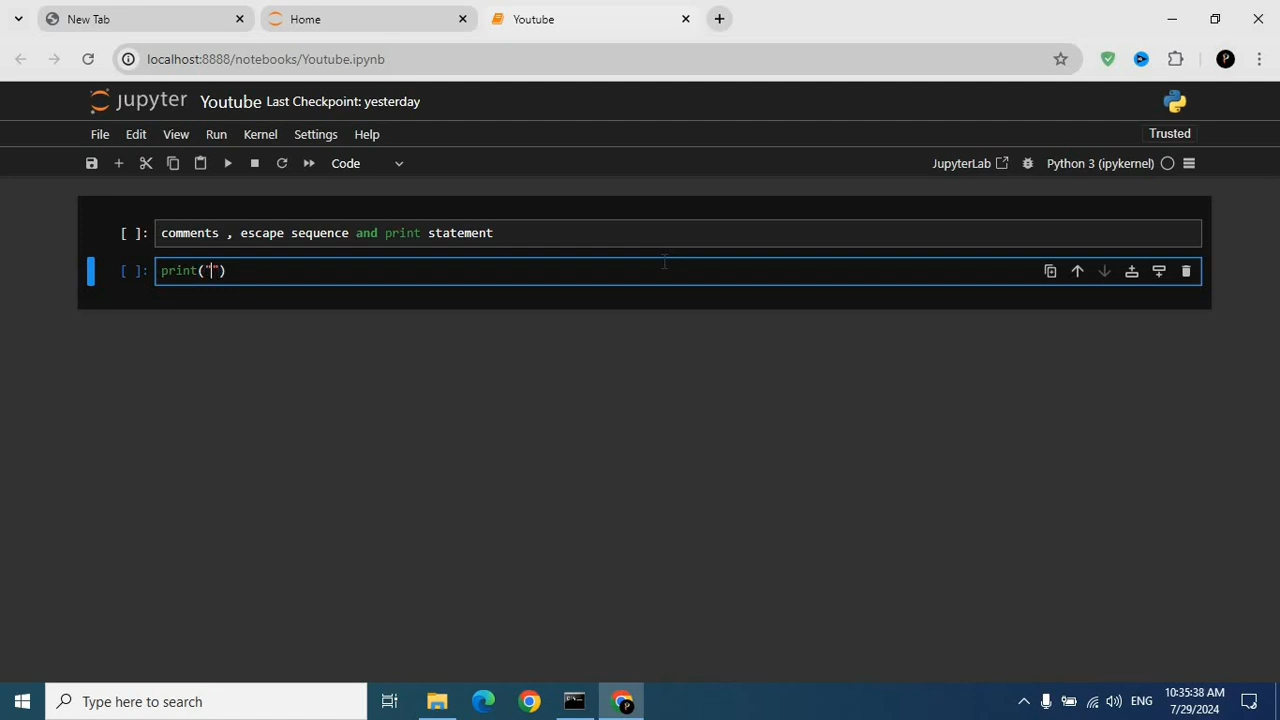 New Tab
Home
Youtube
localhost:8888/notebooks/Youtube.ipynb
P
jupyter Youtube Last Checkpoint: yesterday
File Edit View Run Kernel Settings Help
Trusted
Code
JupyterLab
Python 3 (ipykernel)
[ ]: comments , escape sequence and print statement
[ ]: print("")
Type here to search
P
ENG
10:35:38 AM
7/29/2024